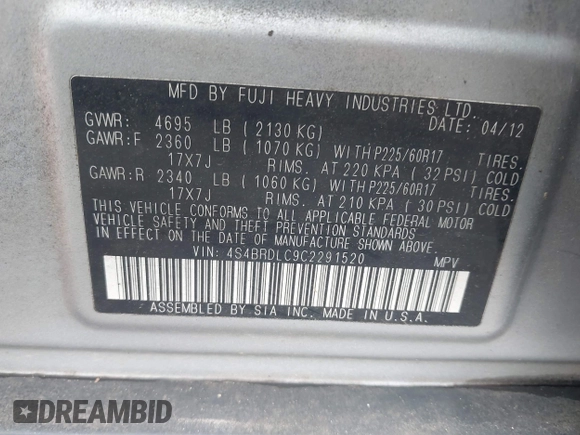 MFD BY FUJI HEAVY INDUSTRIES LTD.
GVWR: 4695 LB (2130 KG) DATE: 04/12
GAWR:F 2360 LB (1070 KG) WITH P225/60R17 TIRES.
17X7J RIMS. AT 220 KPA (32 PSI) COLD
GAWR:R 2340 LB (1060 KG) WITH P225/60R17 TIRES.
17X7J RIMS. AT 210 KPA (30 PSI) COLD
THIS VEHICLE CONFORMS TO ALL APPLICABLE FEDERAL MOTOR
VEHICLE SAFETY AND THEFT PREVENTION STANDARDS
IN EFFECT ON THE DATE OF MANUFACTURE SHOWN ABOVE.
VIN: 4S4BRDLC9C2291520 MPV
ASSEMBLED BY SIA INC. MADE IN U.S.A.
DREAMBID